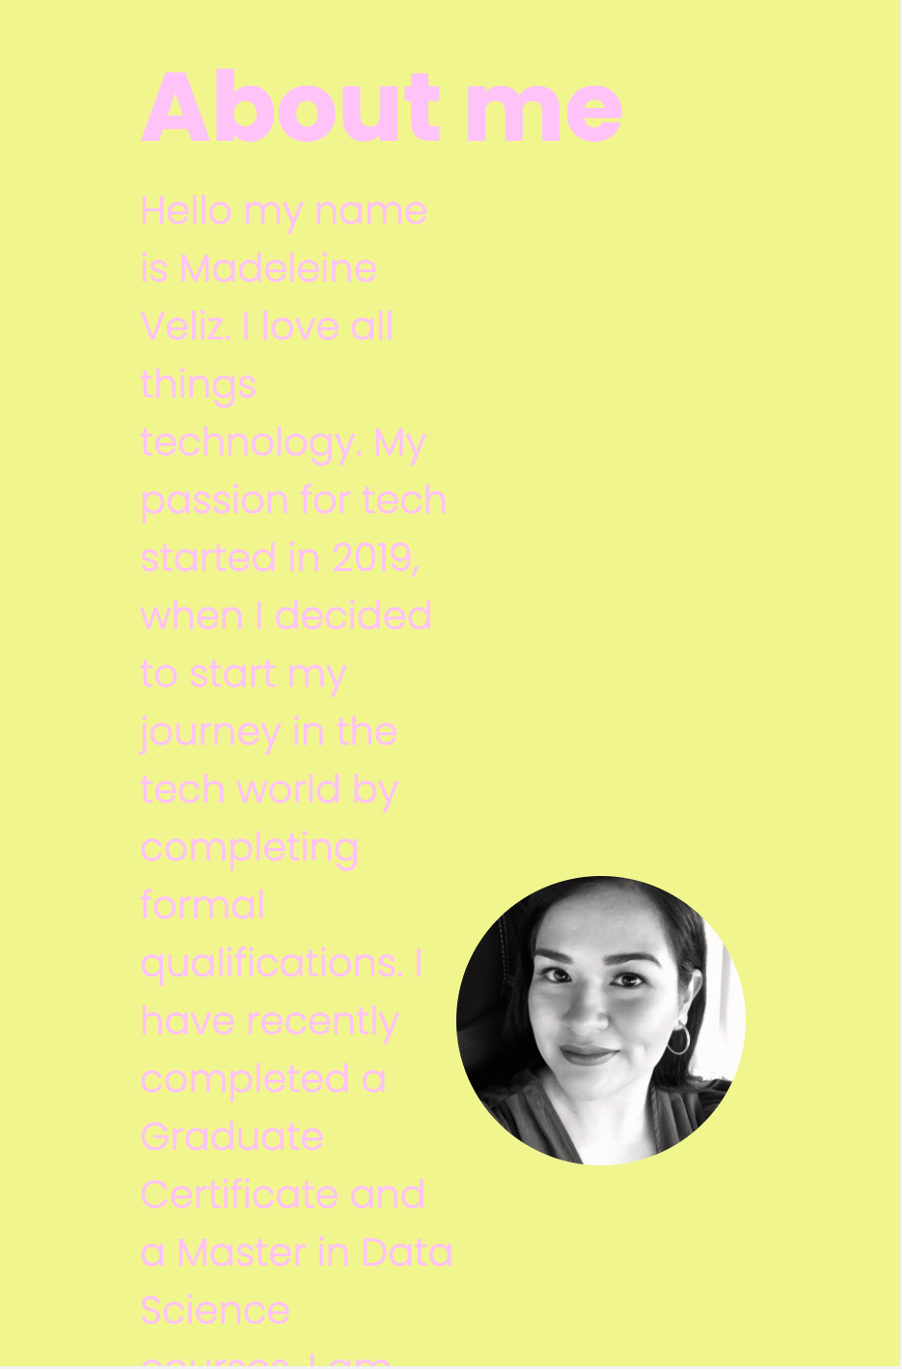 About me
Hello my name
is Madeleine
Veliz. I love all
things
technology. My
passion for tech
started in 2019,
when I decided
to start my
journey in the
tech world by
completing
formal
qualifications. I
have recently
completed a
Graduate
Certificate and
a Master in Data
Science
courses. I am